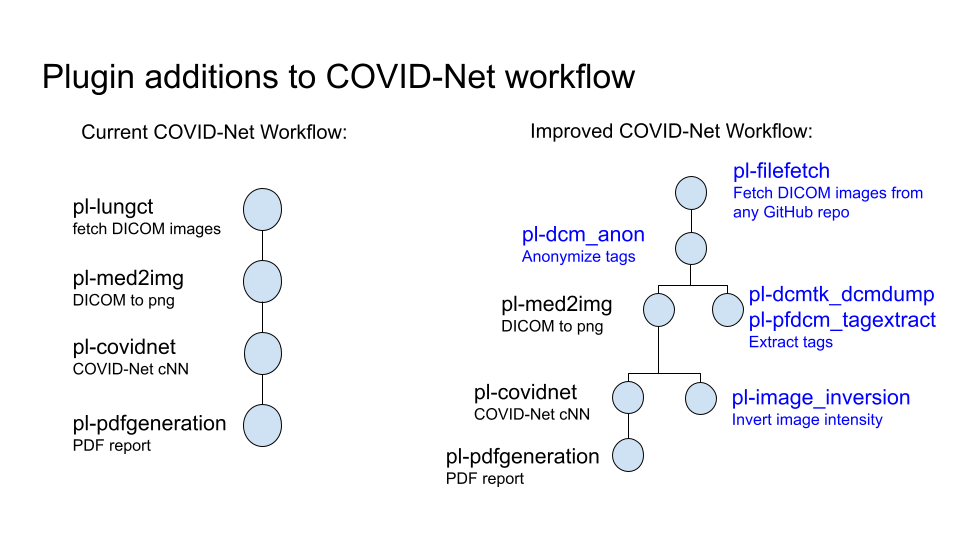 Plugin additions to COVID-Net workflow
Current COVID-Net Workflow:
pl-lungct
fetch DICOM images
pl-med2img
DICOM to png
pl-covidnet
COVID-Net cNN
pl-pdfgeneration
PDF report
Improved COVID-Net Workflow:
pl-filefetch
Fetch DICOM images from
any GitHub repo
pl-dcm_anon
Anonymize tags
pl-med2img
DICOM to png
pl-dcmtk_dcmdump
pl-pfdcm_tagextract
Extract tags
pl-covidnet
COVID-Net cNN
pl-image_inversion
Invert image intensity
pl-pdfgeneration
PDF report